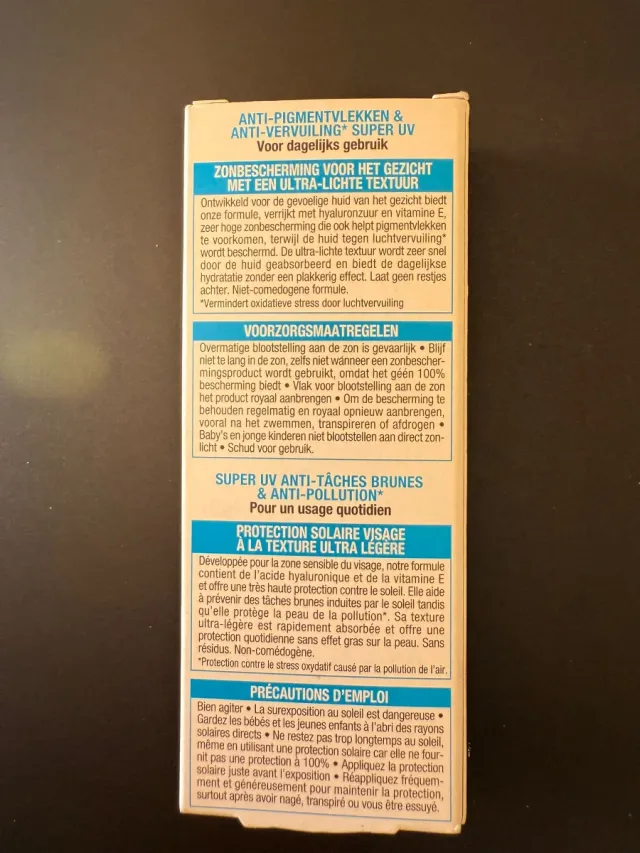 ANTI-PIGMENTVLEKKEN &
ANTI-VERVUILING* SUPER UV
Voor dagelijks gebruik
ZONBESCHERMING VOOR HET GEZICHT
MET EEN ULTRA-LICHTE TEXTUUR
Ontwikkeld voor de gevoelige huid van het gezicht biedt
onze formule, verrijkt met hyaluronzuur en vitamine E,
zeer hoge zonbescherming die ook helpt pigmentvlekken
te voorkomen, terwijl de huid tegen luchtvervuiling*
wordt beschermd. De ultra-lichte textuur wordt zeer snel
door de huid geabsorbeerd en biedt de dagelijkse
hydratatie zonder een plakkerig effect. Laat geen restjes
achter. Niet-comedogene formule.
*Vermindert oxidatieve stress door luchtvervuiling
VOORZORGSMAATREGELEN
Overmatige blootstelling aan de zon is gevaarlijk • Blijf
niet te lang in de zon, zelfs niet wanneer een zonbescher-
mingsproduct wordt gebruikt, omdat het géén 100%
bescherming biedt • Vlak voor blootstelling aan de zon
het product royaal aanbrengen • Om de bescherming te
behouden regelmatig en royaal opnieuw aanbrengen,
vooral na het zwemmen, transpireren of afdrogen •
Baby's en jonge kinderen niet blootstellen aan direct zon-
licht • Schud voor gebruik.
SUPER UV ANTI-TÂCHES BRUNES
& ANTI-POLLUTION*
Pour un usage quotidien
PROTECTION SOLAIRE VISAGE
À LA TEXTURE ULTRA LÉGÈRE
Développée pour la zone sensible du visage, notre formule
contient de l'acide hyaluronique et de la vitamine E
et offre une très haute protection contre le soleil. Elle aide
à prévenir des tâches brunes induites par le soleil tandis
qu'elle protège la peau de la pollution*. Sa texture
ultra-légère est rapidement absorbée et offre une
protection quotidienne sans effet gras sur la peau. Sans
résidus. Non-comédogène.
*Protection contre le stress oxydatif causé par la pollution de l'air.
PRÉCAUTIONS D'EMPLOI
Bien agiter • La surexposition au soleil est dangereuse •
Gardez les bébés et les jeunes enfants à l'abri des rayons
solaires directs • Ne restez pas trop longtemps au soleil,
même en utilisant une protection solaire car elle ne four-
nit pas une protection à 100% • Appliquez la protection
solaire juste avant l'exposition • Réappliquez fréquem-
ment et généreusement pour maintenir la protection,
surtout après avoir nagé, transpiré ou vous être essuyé.